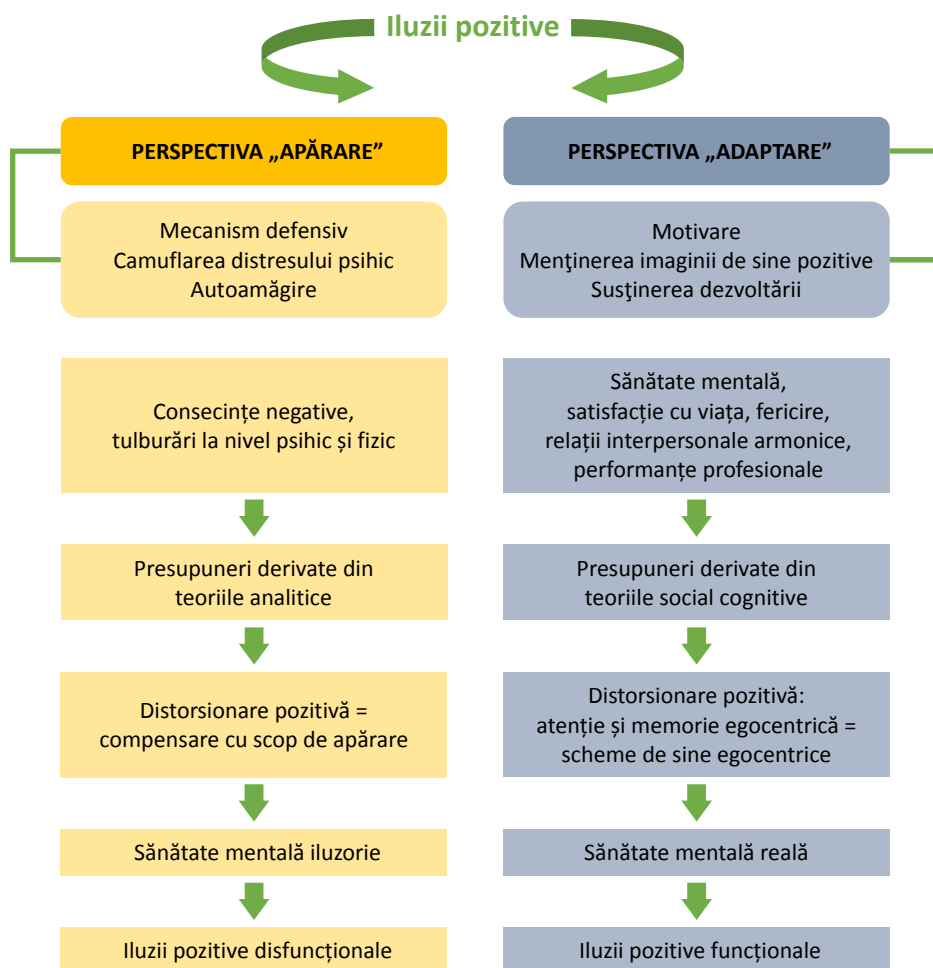 Iluzii pozitive
PERSPECTIVA „APĂRARE”
Mecanism defensiv
Camuflarea distresului psihic
Autoamăgire
Consecințe negative,
tulburări la nivel psihic și fizic
Presupuneri derivate din
teoriile analitice
Distorsionare pozitivă =
compensare cu scop de apărare
Sănătate mentală iluzorie
Iluzii pozitive disfuncționale
PERSPECTIVA „ADAPTARE”
Motivare
Menţinerea imaginii de sine pozitive
Susţinerea dezvoltării
Sănătate mentală,
satisfacție cu viața, fericire,
relații interpersonale armonice,
performanțe profesionale
Presupuneri derivate din
teoriile social cognitive
Distorsionare pozitivă:
atenție și memorie egocentrică =
scheme de sine egocentrice
Sănătate mentală reală
Iluzii pozitive funcționale